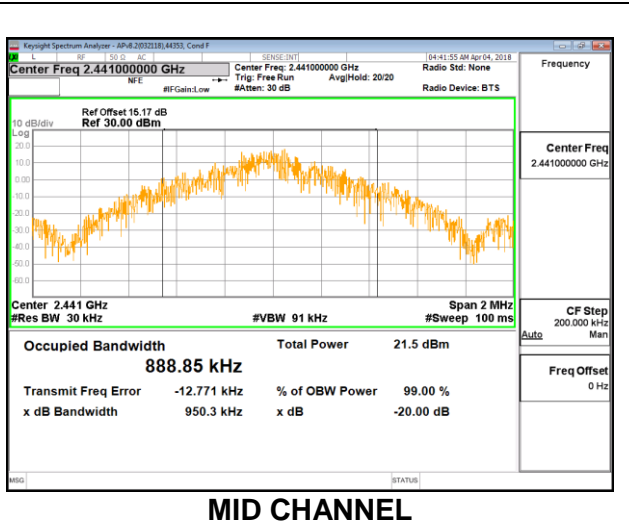 Keysight Spectrum Analyzer - APv8.2(032118),44353, Cond F
L RF 50 Ω AC SENSE:INT 04:41:55 AM Apr 04, 2018
Center Freq 2.441000000 GHz Center Freq: 2.441000000 GHz Radio Std: None Frequency
NFE Trig: Free Run Avg|Hold: 20/20
#IFGain:Low #Atten: 30 dB Radio Device: BTS
Ref Offset 15.17 dB
10 dB/div Ref 30.00 dBm
Log
20.0
10.0
0.00
-10.0
-20.0
-30.0
-40.0
-50.0
-60.0
Center Freq
2.441000000 GHz
Center 2.441 GHz Span 2 MHz
#Res BW 30 kHz #VBW 91 kHz #Sweep 100 ms
CF Step
200.000 kHz
Auto Man
Occupied Bandwidth Total Power 21.5 dBm
888.85 kHz
Freq Offset
0 Hz
Transmit Freq Error -12.771 kHz % of OBW Power 99.00 %
x dB Bandwidth 950.3 kHz x dB -20.00 dB
MSG STATUS
MID CHANNEL